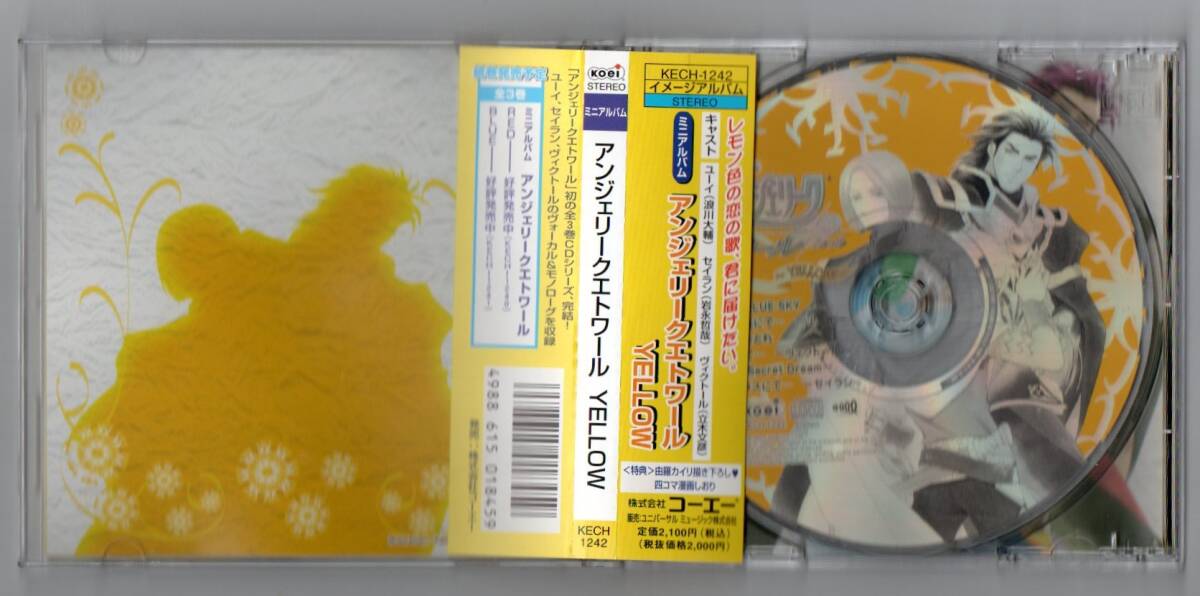 KECH-1242
イメージアルバム
STEREO
レモン色の恋の歌、君に届けたい。
キャスト ユーイ(浪川大輔) セイラン(岩永哲哉) ヴィクトール(立木文彦)
ミニアルバム
アンジェリークエトワール
YELLOW
<特典>由羅カイリ描き下ろし♥
四コマ漫画しおり
株式会社 コーエー
販売:ユニバーサル ミュージック株式会社
定価2,100円(税込)
(税抜価格2,000円)
koei
STEREO
ミニアルバム
アンジェリークエトワール YELLOW
KECH
1242
「アンジェリークエトワール」初の全3巻CDシリーズ、完結!
ユーイ、セイラン、ヴィクトールのヴォーカル&モノローグを収録
全3巻
ミニアルバム アンジェリークエトワール
RED── 好評発売中
BLUE── 好評発売中
4988 615 018459
BLUE SKY
Secret Dream
セイラン
koei